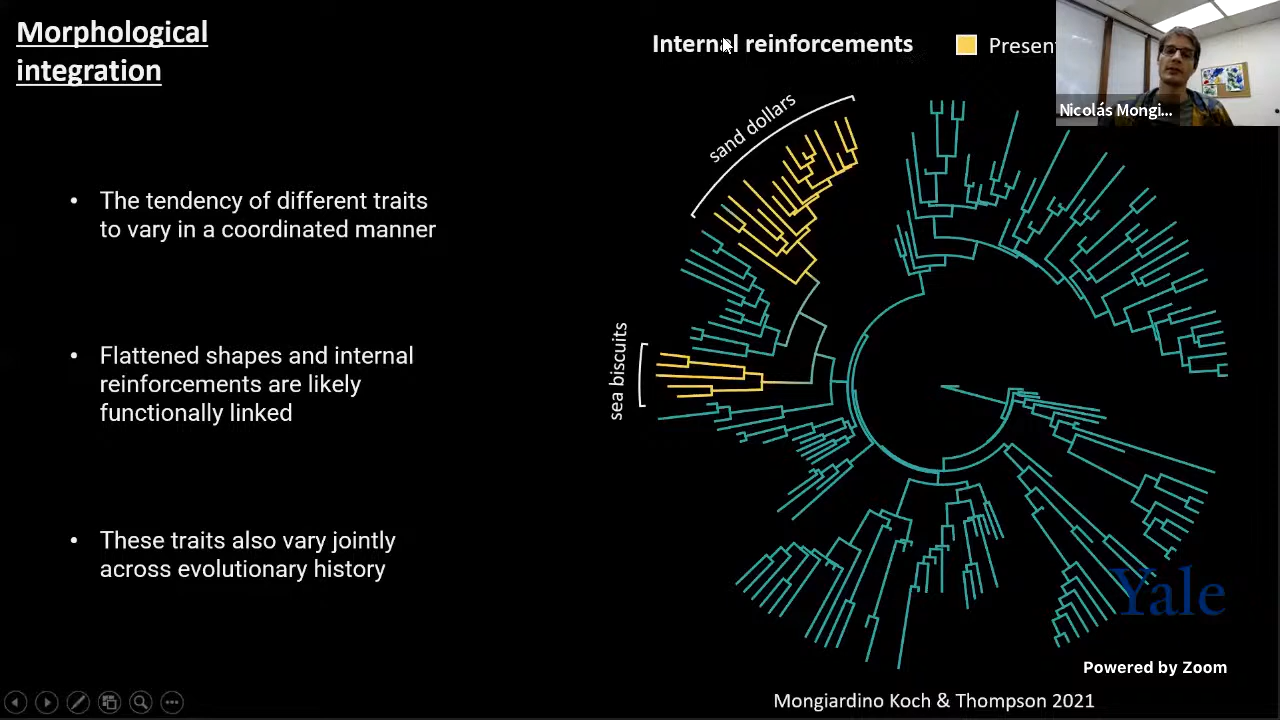 Morphological
integration
Internal reinforcements
Present
Nicolás Mongi...
sand dollars
• The tendency of different traits
to vary in a coordinated manner
sea biscuits
• Flattened shapes and internal
reinforcements are likely
functionally linked
• These traits also vary jointly
across evolutionary history
Yale
Powered by Zoom
Mongiardino Koch & Thompson 2021